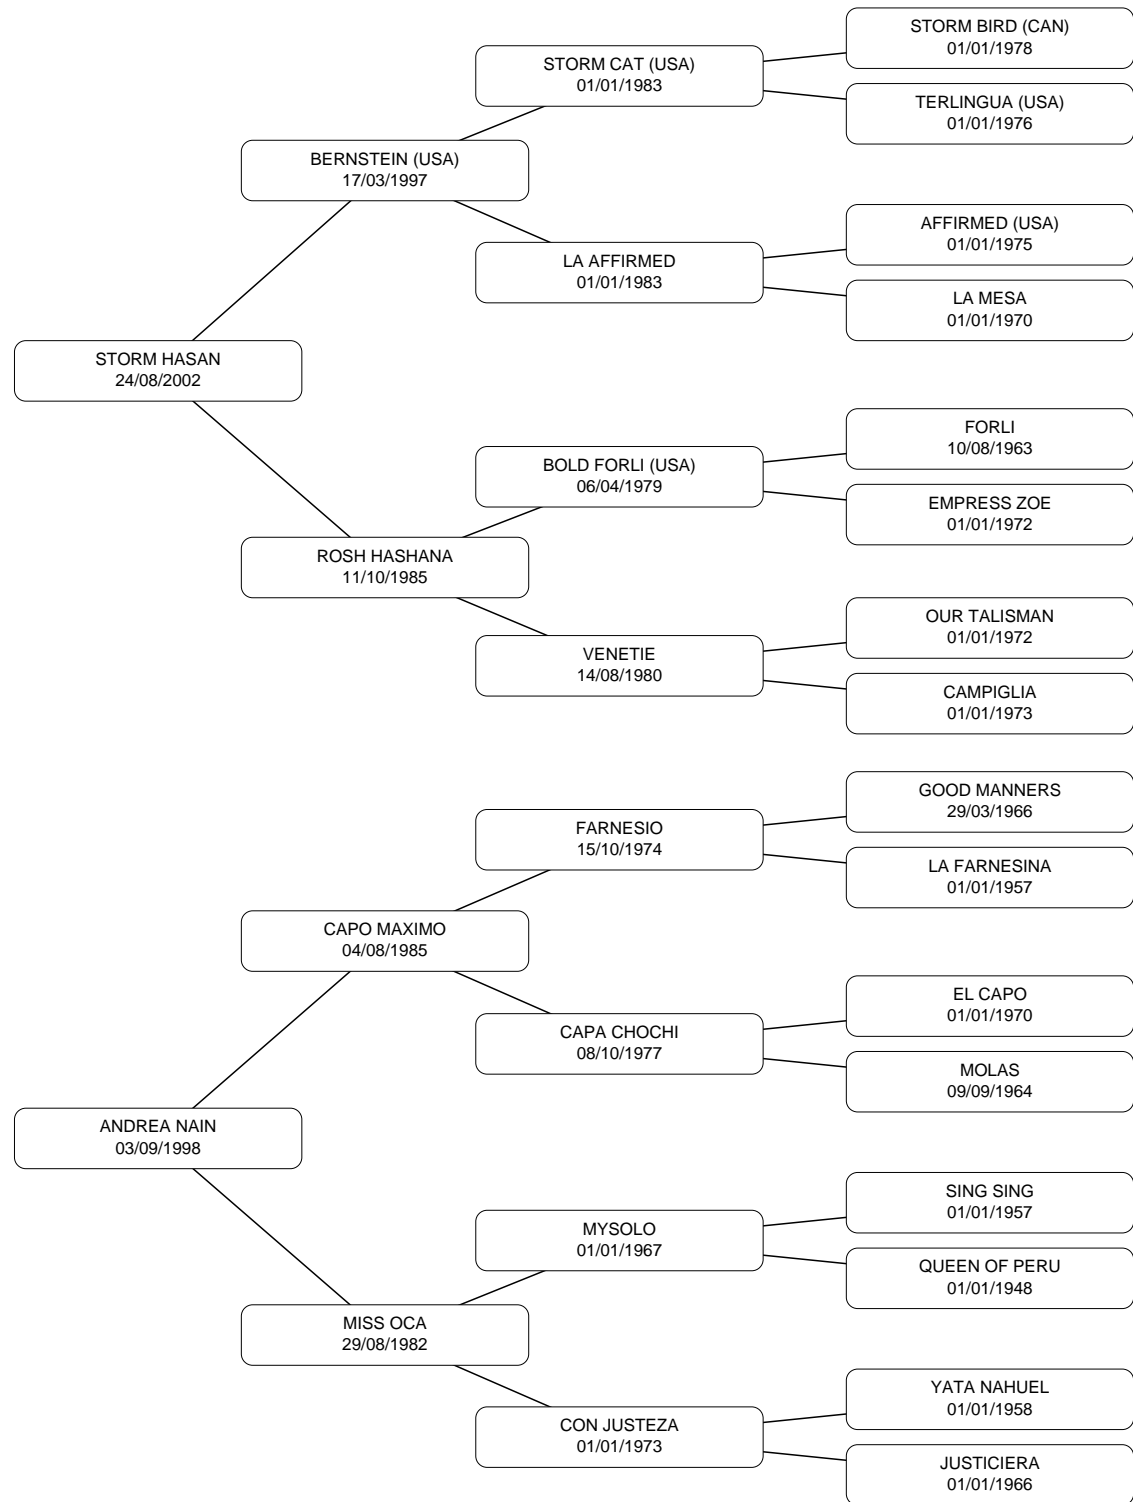 STORM BIRD (CAN)
01/01/1978
STORM CAT (USA)
01/01/1983
TERLINGUA (USA)
01/01/1976
BERNSTEIN (USA)
17/03/1997
AFFIRMED (USA)
01/01/1975
LA AFFIRMED
01/01/1983
LA MESA
01/01/1970
STORM HASAN
24/08/2002
FORLI
10/08/1963
BOLD FORLI (USA)
06/04/1979
EMPRESS ZOE
01/01/1972
ROSH HASHANA
11/10/1985
OUR TALISMAN
01/01/1972
VENETIE
14/08/1980
CAMPIGLIA
01/01/1973
GOOD MANNERS
29/03/1966
FARNESIO
15/10/1974
LA FARNESINA
01/01/1957
CAPO MAXIMO
04/08/1985
EL CAPO
01/01/1970
CAPA CHOCHI
08/10/1977
MOLAS
09/09/1964
ANDREA NAIN
03/09/1998
SING SING
01/01/1957
MYSOLO
01/01/1967
QUEEN OF PERU
01/01/1948
MISS OCA
29/08/1982
YATA NAHUEL
01/01/1958
CON JUSTEZA
01/01/1973
JUSTICIERA
01/01/1966